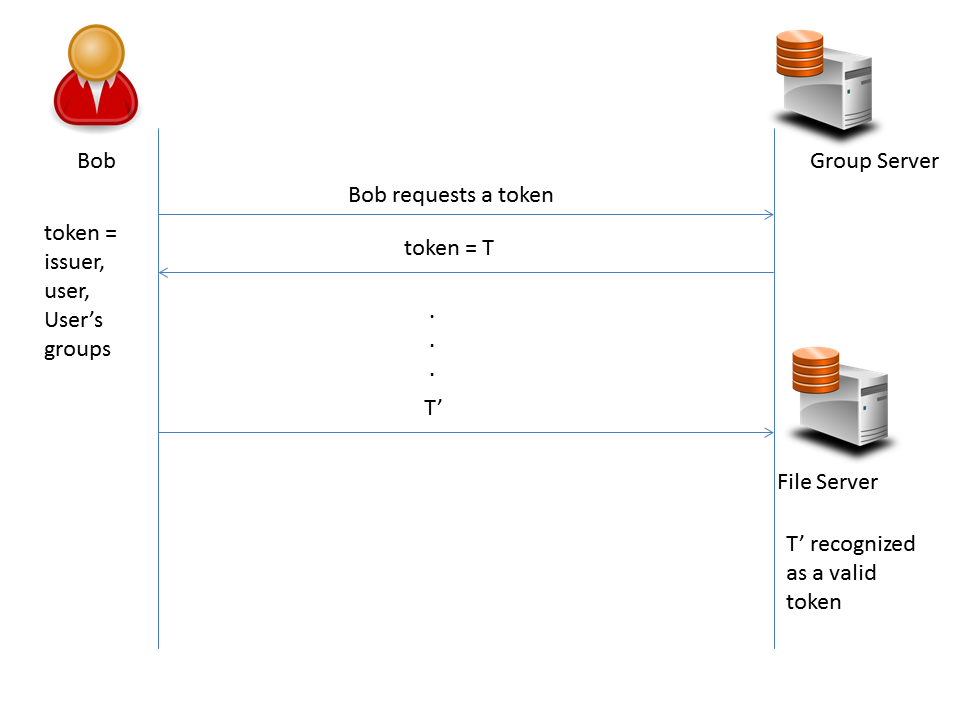 Bob
Group Server
Bob requests a token
token =
issuer,
user,
User’s
groups
token = T
.
.
.
T’
File Server
T’ recognized
as a valid
token